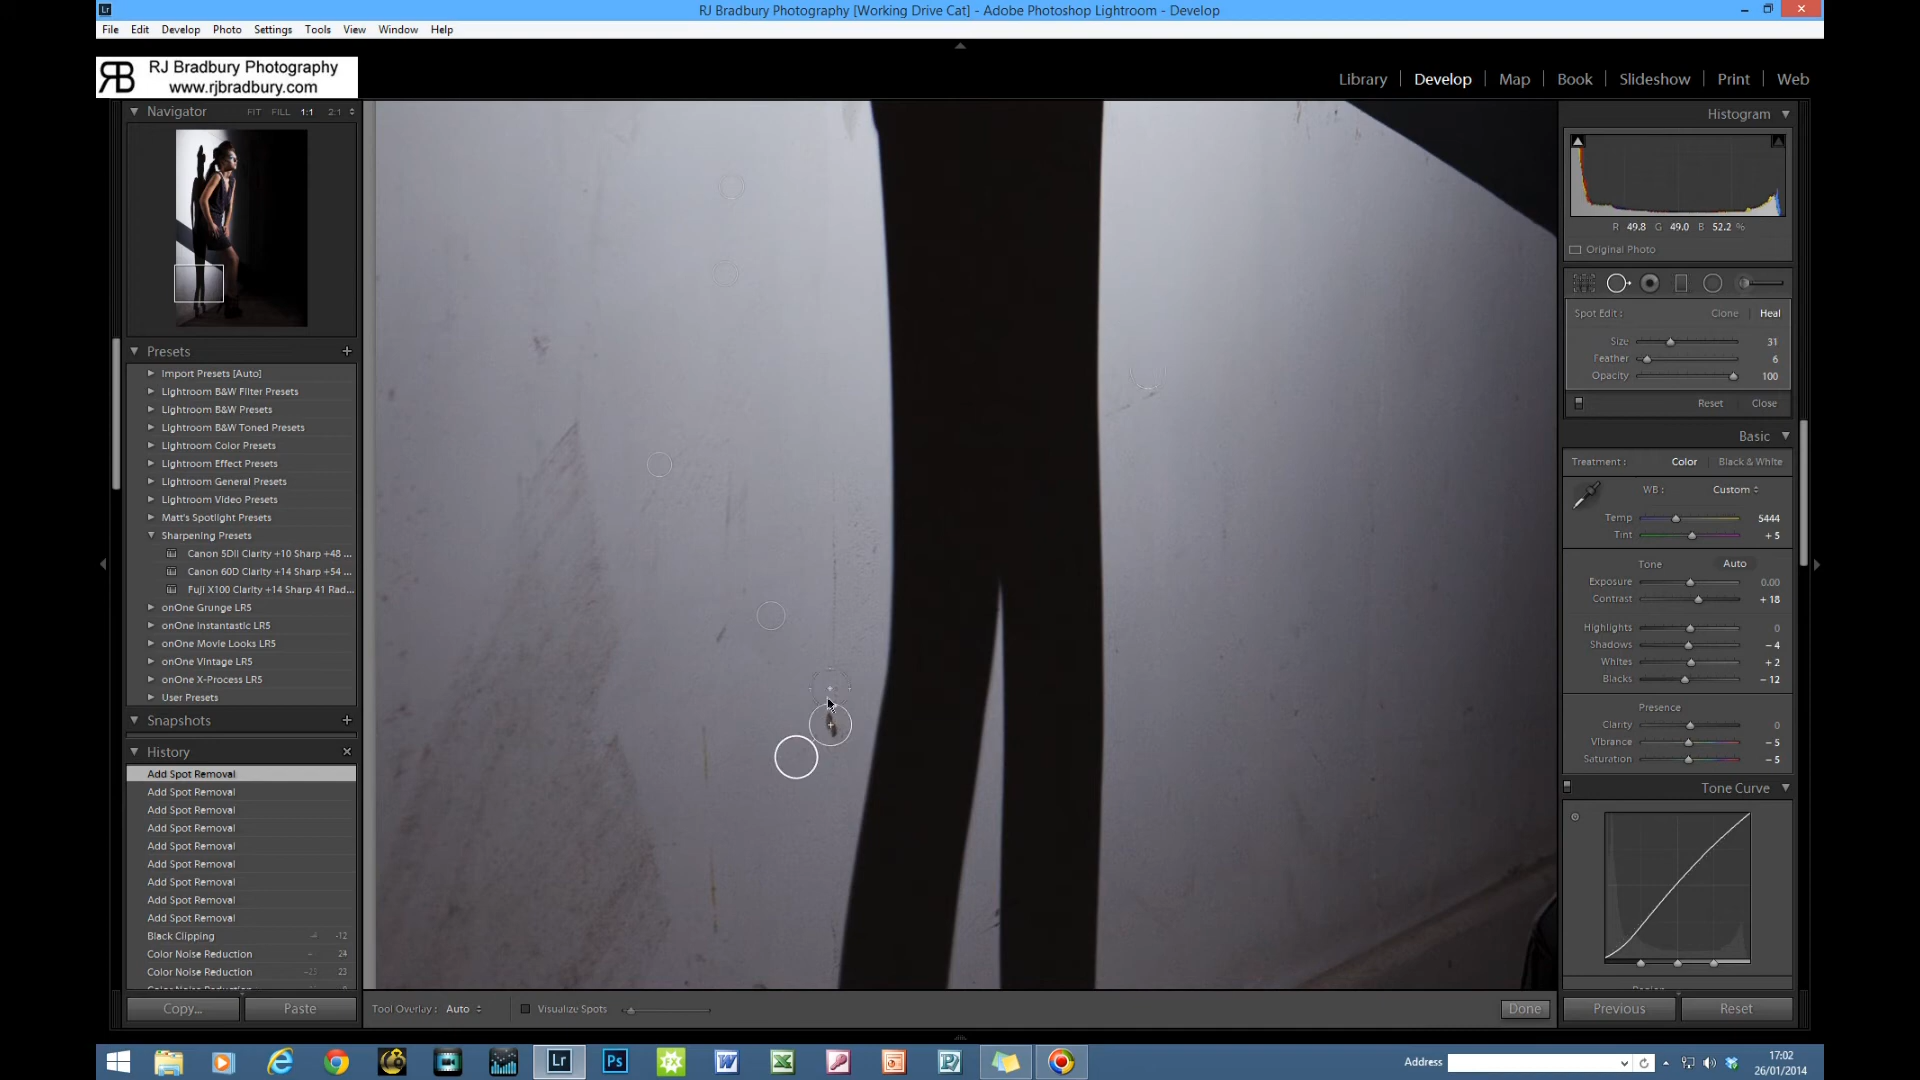 RJ Bradbury Photography [Working Drive Cat] - Adobe Photoshop Lightroom - Develop
File Edit Develop Photo Settings Tools View Window Help
RB RJ Bradbury Photography
www.rjbradbury.com
Library Develop Map Book Slideshow Print Web
Navigator FIT FILL 1:1 2:1
Presets
Import Presets [Auto]
Lightroom B&W Filter Presets
Lightroom B&W Presets
Lightroom B&W Toned Presets
Lightroom Color Presets
Lightroom Effect Presets
Lightroom General Presets
Lightroom Video Presets
Matt's Spotlight Presets
Sharpening Presets
Canon 5DII Clarity +10 Sharp +48 ...
Canon 60D Clarity +14 Sharp +54 ...
Fuji X100 Clarity +14 Sharp 41 Rad...
onOne Grunge LR5
onOne Instantastic LR5
onOne Movie Looks LR5
onOne Vintage LR5
onOne X-Process LR5
User Presets
Snapshots
History
Add Spot Removal
Add Spot Removal
Add Spot Removal
Add Spot Removal
Add Spot Removal
Add Spot Removal
Add Spot Removal
Add Spot Removal
Add Spot Removal
Black Clipping -12
Color Noise Reduction 24
Color Noise Reduction -23 23
Copy... Paste
Tool Overlay: Auto Visualize Spots Done
Histogram
R 49.8 G 49.0 B 52.2 %
Original Photo
Spot Edit: Clone Heal
Size 31
Feather 6
Opacity 100
Reset Close
Basic
Treatment: Color Black & White
WB: Custom
Temp 5444
Tint + 5
Tone Auto
Exposure 0.00
Contrast + 18
Highlights 0
Shadows - 4
Whites + 2
Blacks - 12
Presence
Clarity 0
Vibrance - 5
Saturation - 5
Tone Curve
Previous Reset
Lr Ps FX
Address
17:02
26/01/2014